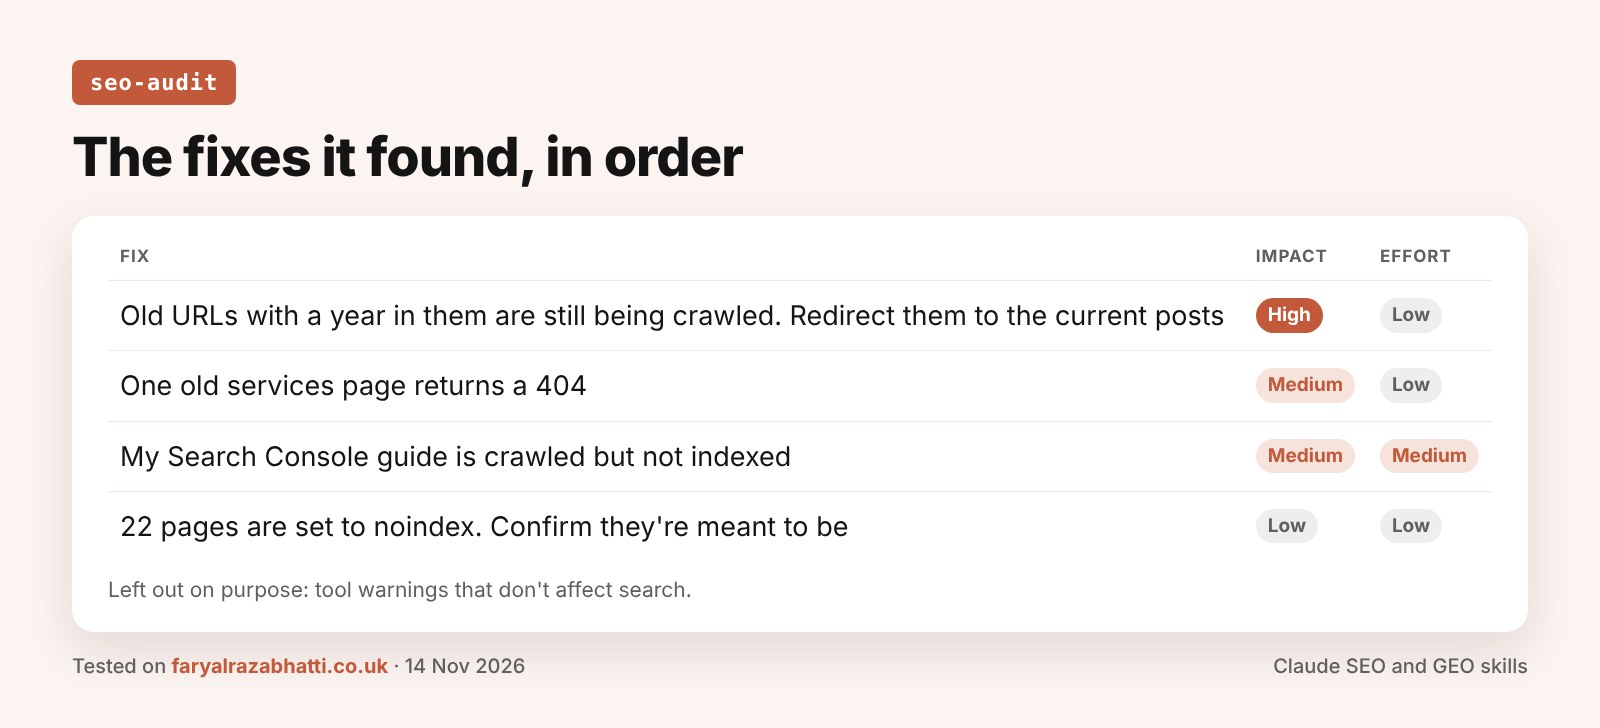 seo-audit
The fixes it found, in order
FIX IMPACT EFFORT
Old URLs with a year in them are still being crawled. Redirect them to the current posts High Low
One old services page returns a 404 Medium Low
My Search Console guide is crawled but not indexed Medium Medium
22 pages are set to noindex. Confirm they're meant to be Low Low
Left out on purpose: tool warnings that don't affect search.
Tested on faryalrazabhatti.co.uk · 14 Nov 2026 Claude SEO and GEO skills